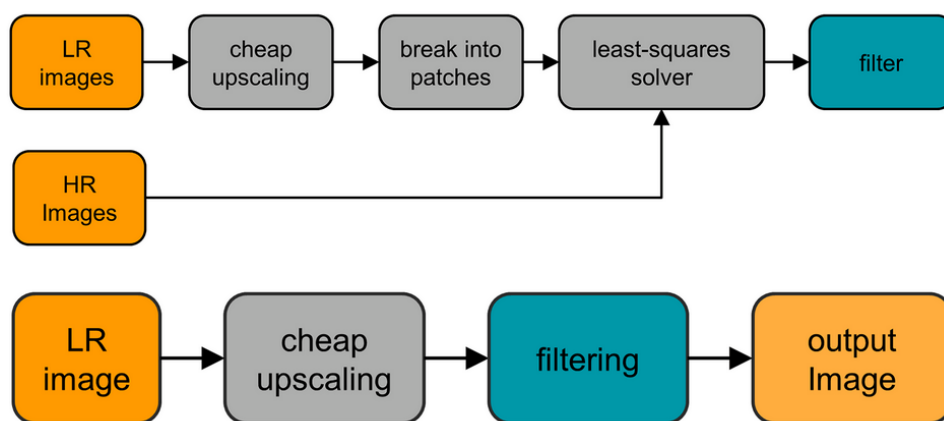 LR
images
cheap
upscaling
break into
patches
least-squares
solver
filter
HR
Images
LR
image
cheap
upscaling
filtering
output
Image